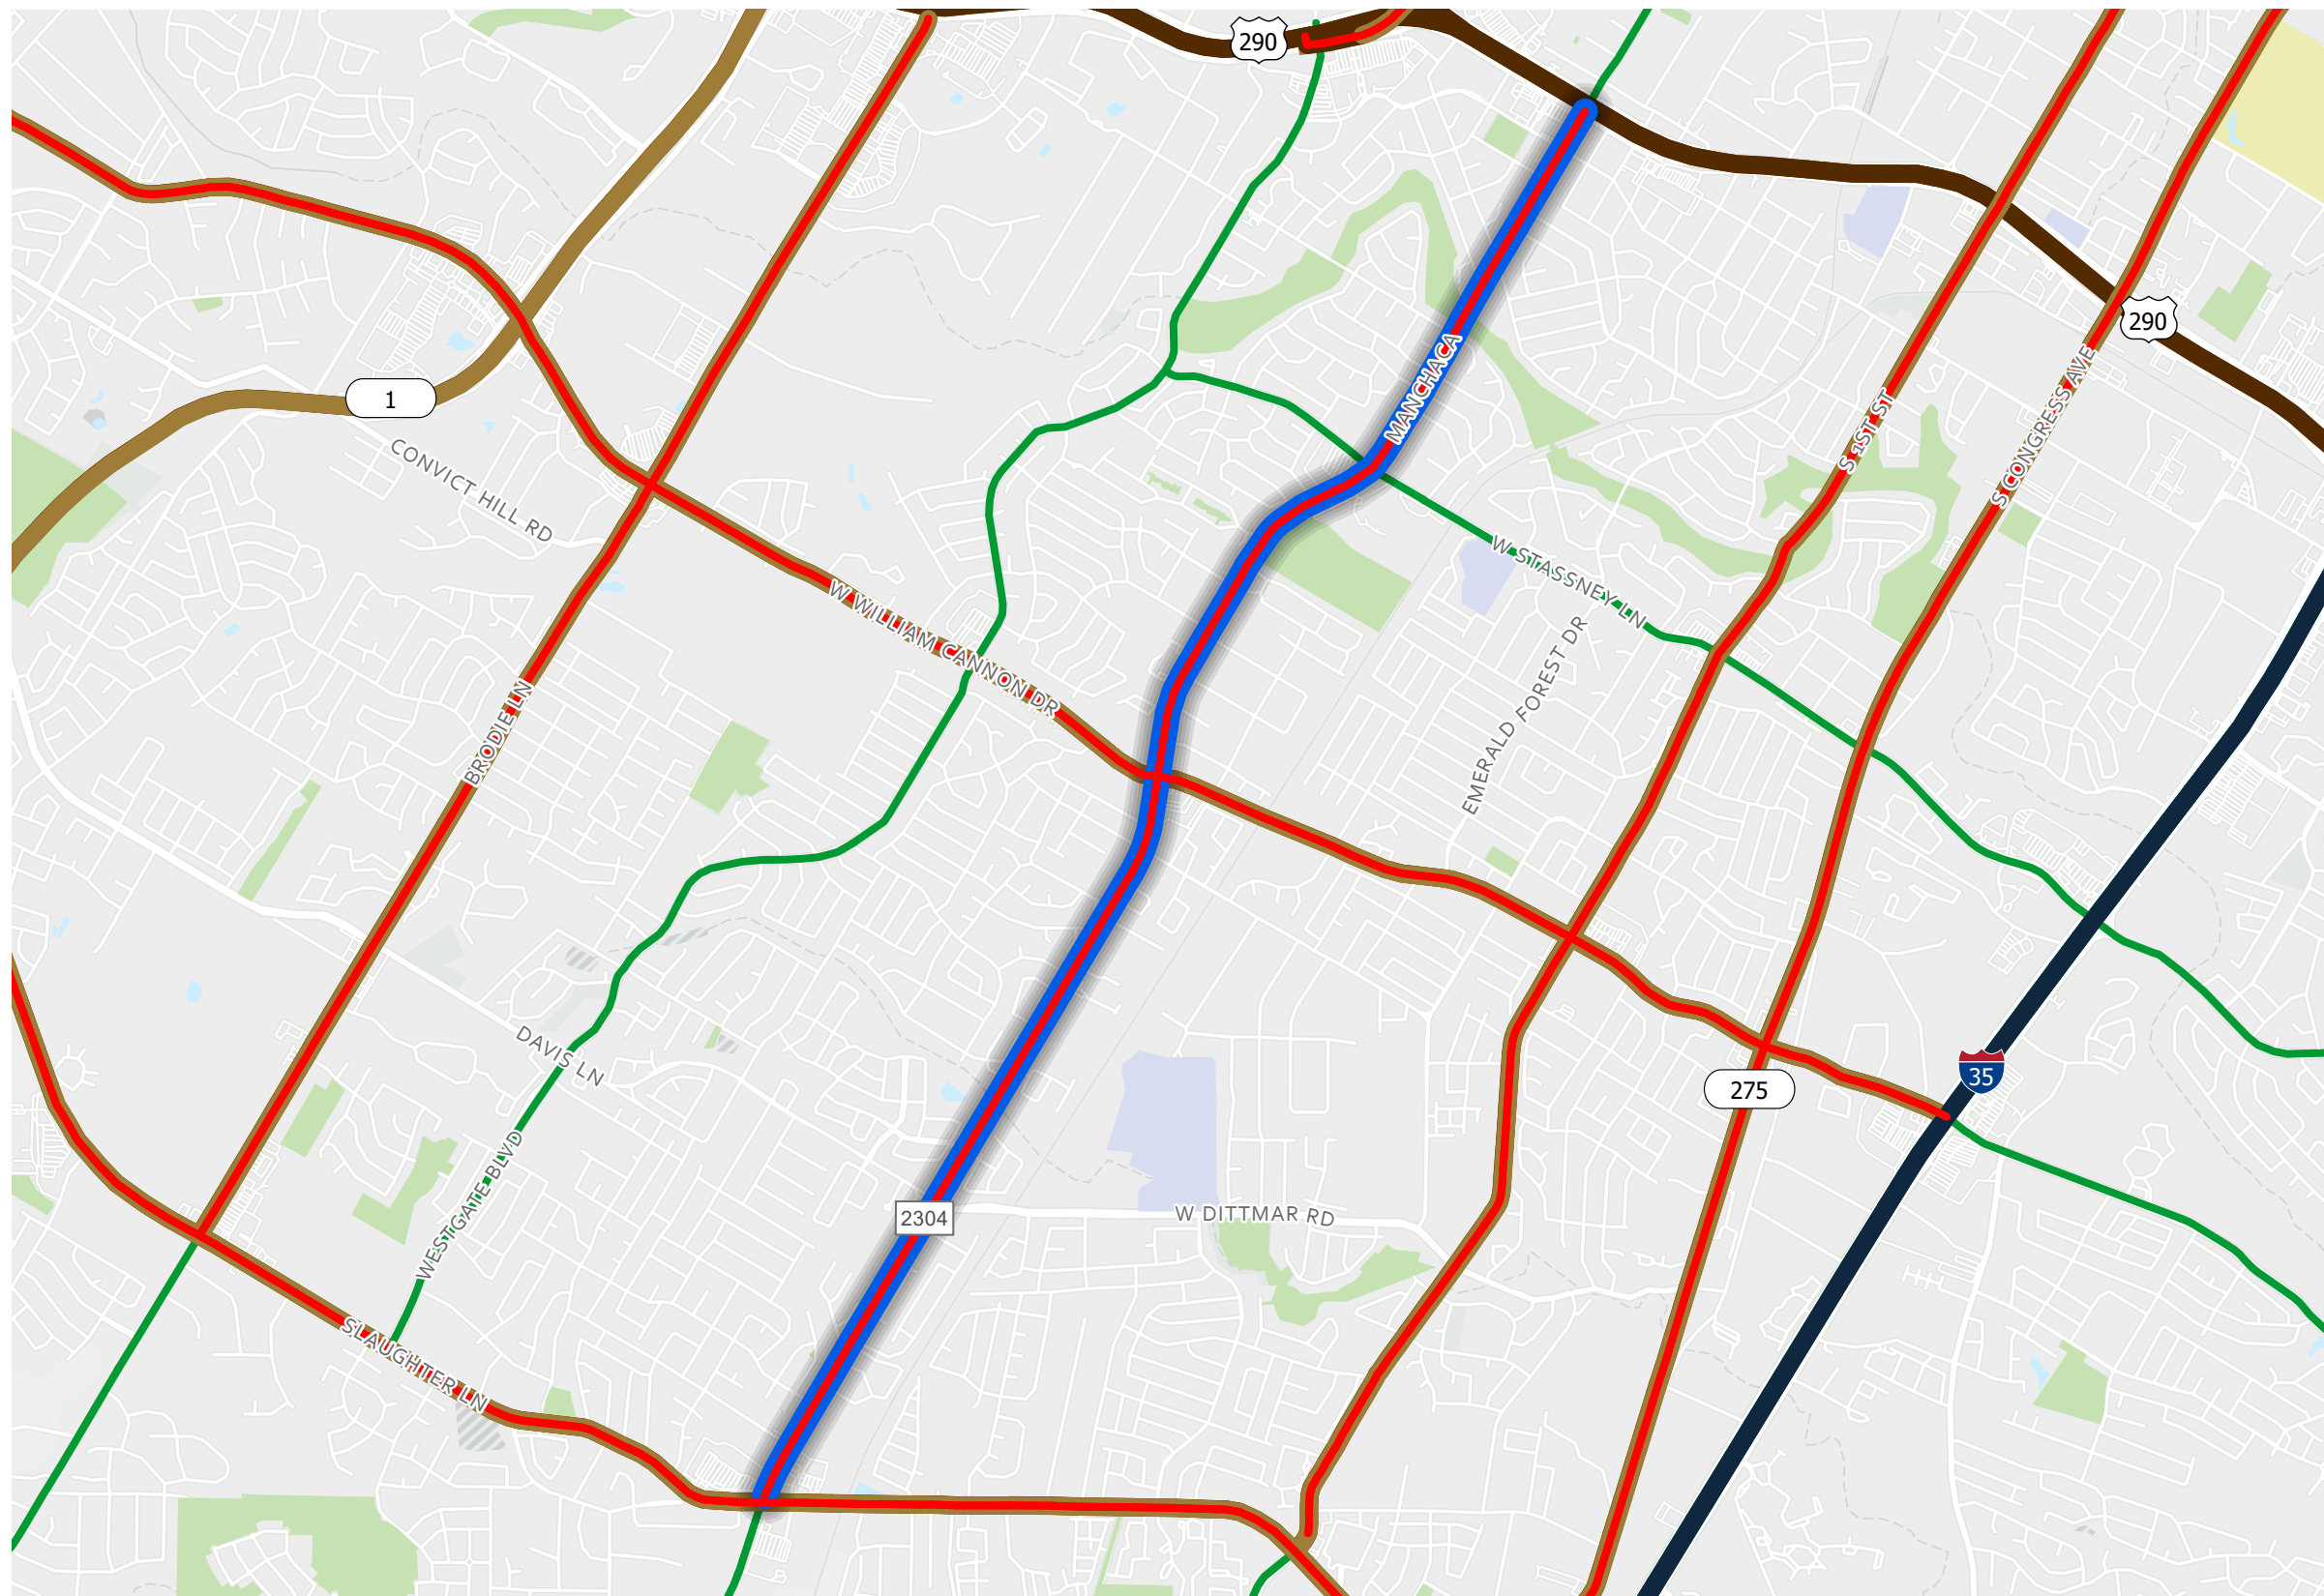 290
290
1
MANCHACA
S 1ST ST
S CONGRESS AVE
CONVICT HILL RD
W STASSNEY LN
W WILLIAM CANNON DR
EMERALD FOREST DR
BRODIE LN
DAVIS LN
35
275
WESTGATE BLVD
2304
W DITTMAR RD
SLAUGHTER LN